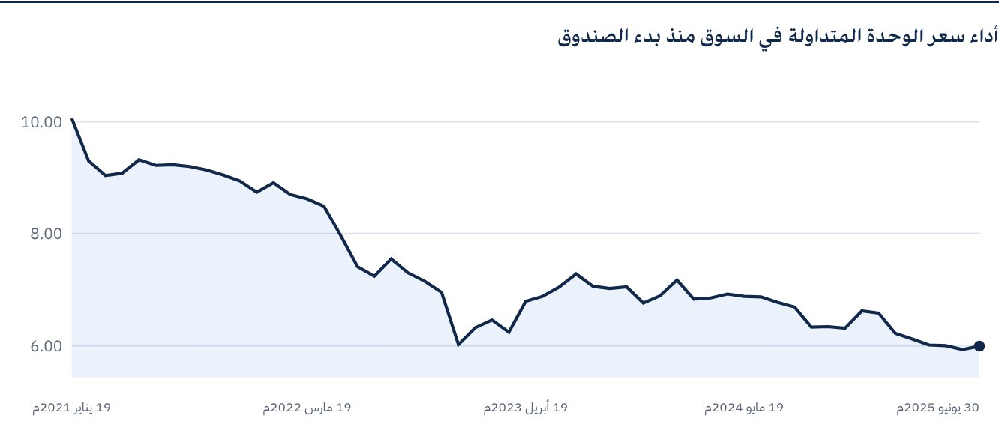 أداء سعر الوحدة المتداولة في السوق منذ بدء الصندوق
10.00
8.00
6.00
19 يناير 2021م
19 مارس 2022م
19 أبريل 2023م
19 مايو 2024م
30 يونيو 2025م